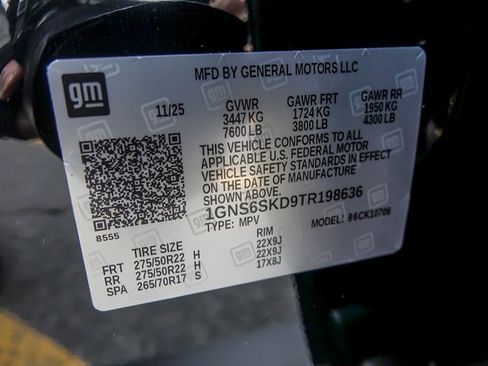 MFD BY GENERAL MOTORS LLC
gm
11/25
GVWR
3447 KG
7600 LB
GAWR FRT
1724 KG
3800 LB
GAWR RR
1950 KG
4300 LB
THIS VEHICLE CONFORMS TO ALL
APPLICABLE U.S. FEDERAL MOTOR
VEHICLE SAFETY STANDARDS IN EFFECT
ON THE DATE OF MANUFACTURE
SHOWN ABOVE.
1GNS6SKD9TR198636
TYPE: MPV
MODEL: 96CK10706
8555
TIRE SIZE
RIM
FRT 275/50R22 H 22X9J
RR 275/50R22 H 22X9J
SPA 265/70R17 S 17X8J